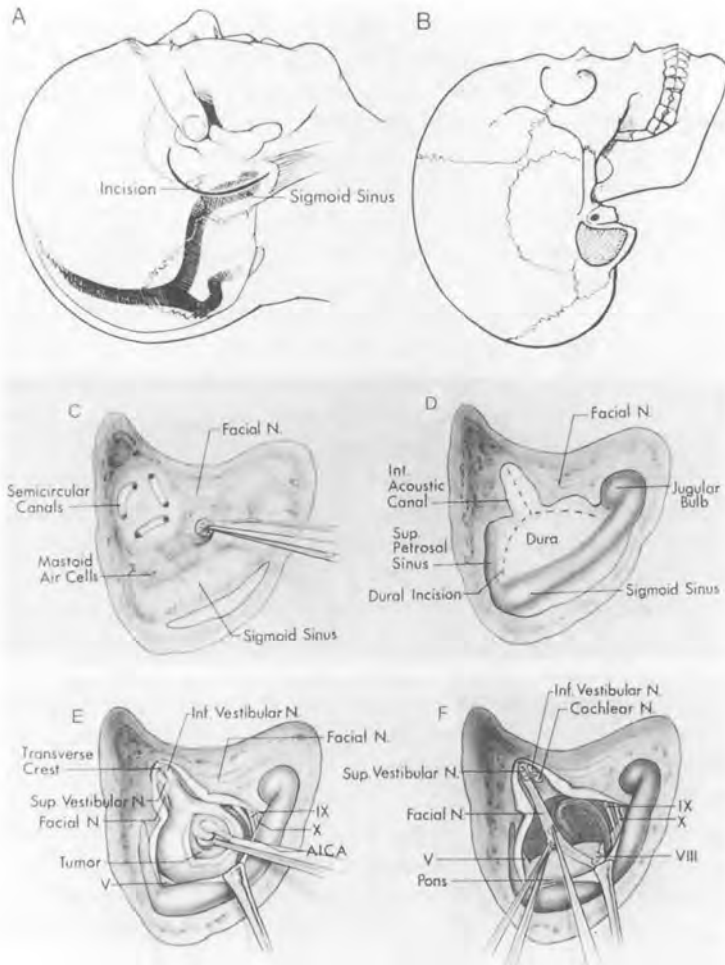 A
Incision
Sigmoid Sinus
B
C
Facial N.
Semicircular
Canals
Mastoid
Air Cells
Sigmoid Sinus
D
Facial N.
Int.
Acoustic
Canal
Jugular
Bulb
Sup.
Petrosal
Sinus
Dura
Dural Incision
Sigmoid Sinus
E
Inf. Vestibular N.
Transverse
Crest
Facial N.
Sup. Vestibular N.
Facial N.
IX
X
A.I.C.A.
Tumor
V
F
Inf. Vestibular N.
Cochlear N.
Sup. Vestibular N.
Facial N.
IX
X
V
VIII
Pons